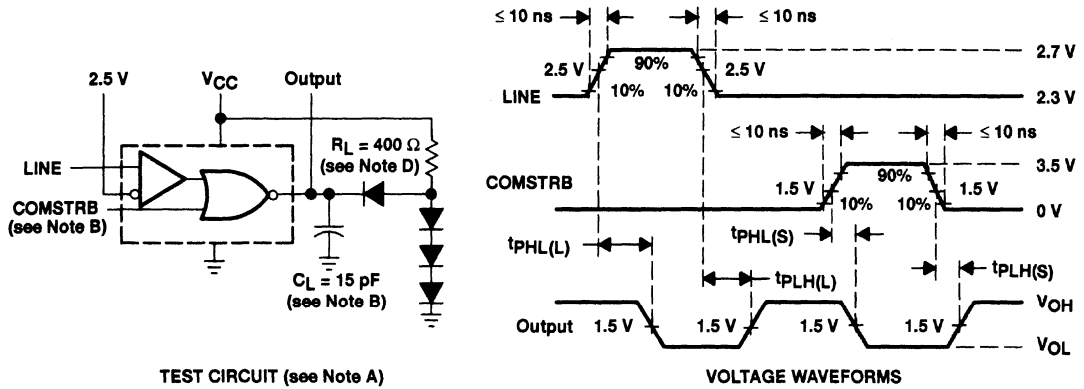 2.5 V
VCC
Output
LINE
COMSTRB
(see Note B)
RL = 400 Ω
(see Note D)
CL = 15 pF
(see Note B)
TEST CIRCUIT (see Note A)
≤ 10 ns
≤ 10 ns
2.7 V
2.5 V
90%
2.5 V
LINE
10%
10%
2.3 V
≤ 10 ns
≤ 10 ns
3.5 V
COMSTRB
1.5 V
90%
1.5 V
10%
10%
0 V
tPHL(L)
tPHL(S)
tPLH(L)
tPLH(S)
VOH
Output
1.5 V
1.5 V
1.5 V
1.5 V
VOL
VOLTAGE WAVEFORMS